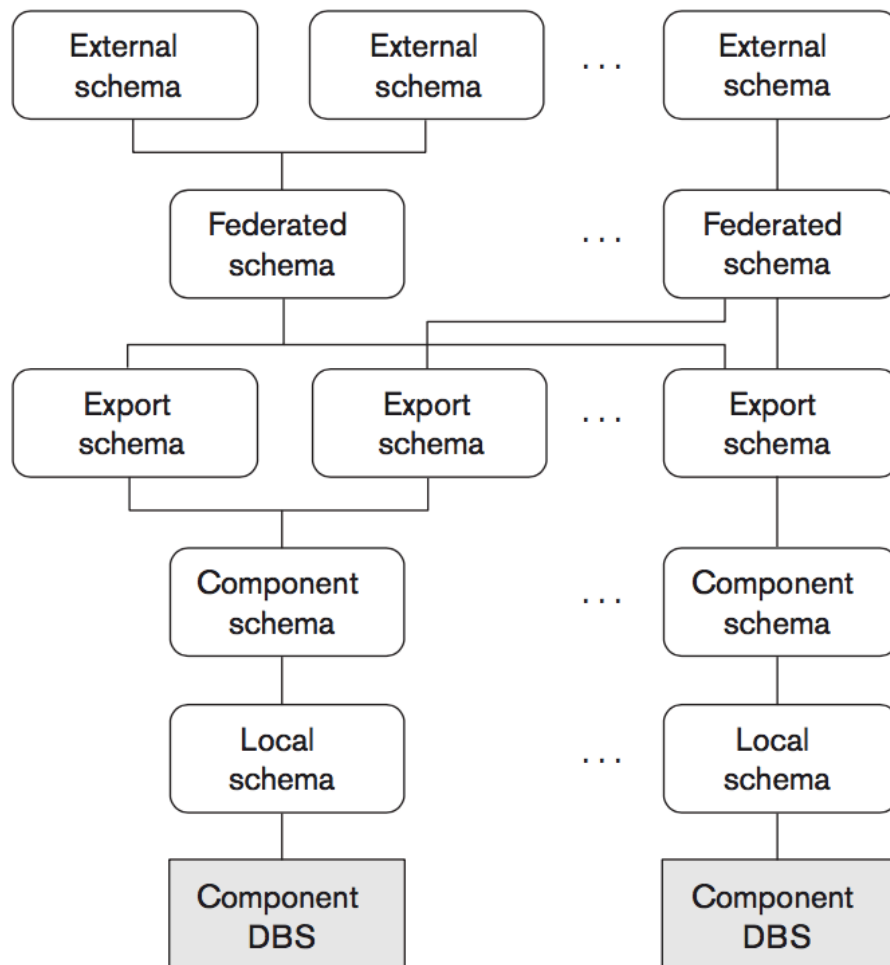 External
schema
External
schema
. . .
External
schema
Federated
schema
. . .
Federated
schema
Export
schema
Export
schema
. . .
Export
schema
Component
schema
. . .
Component
schema
Local
schema
. . .
Local
schema
Component
DBS
Component
DBS